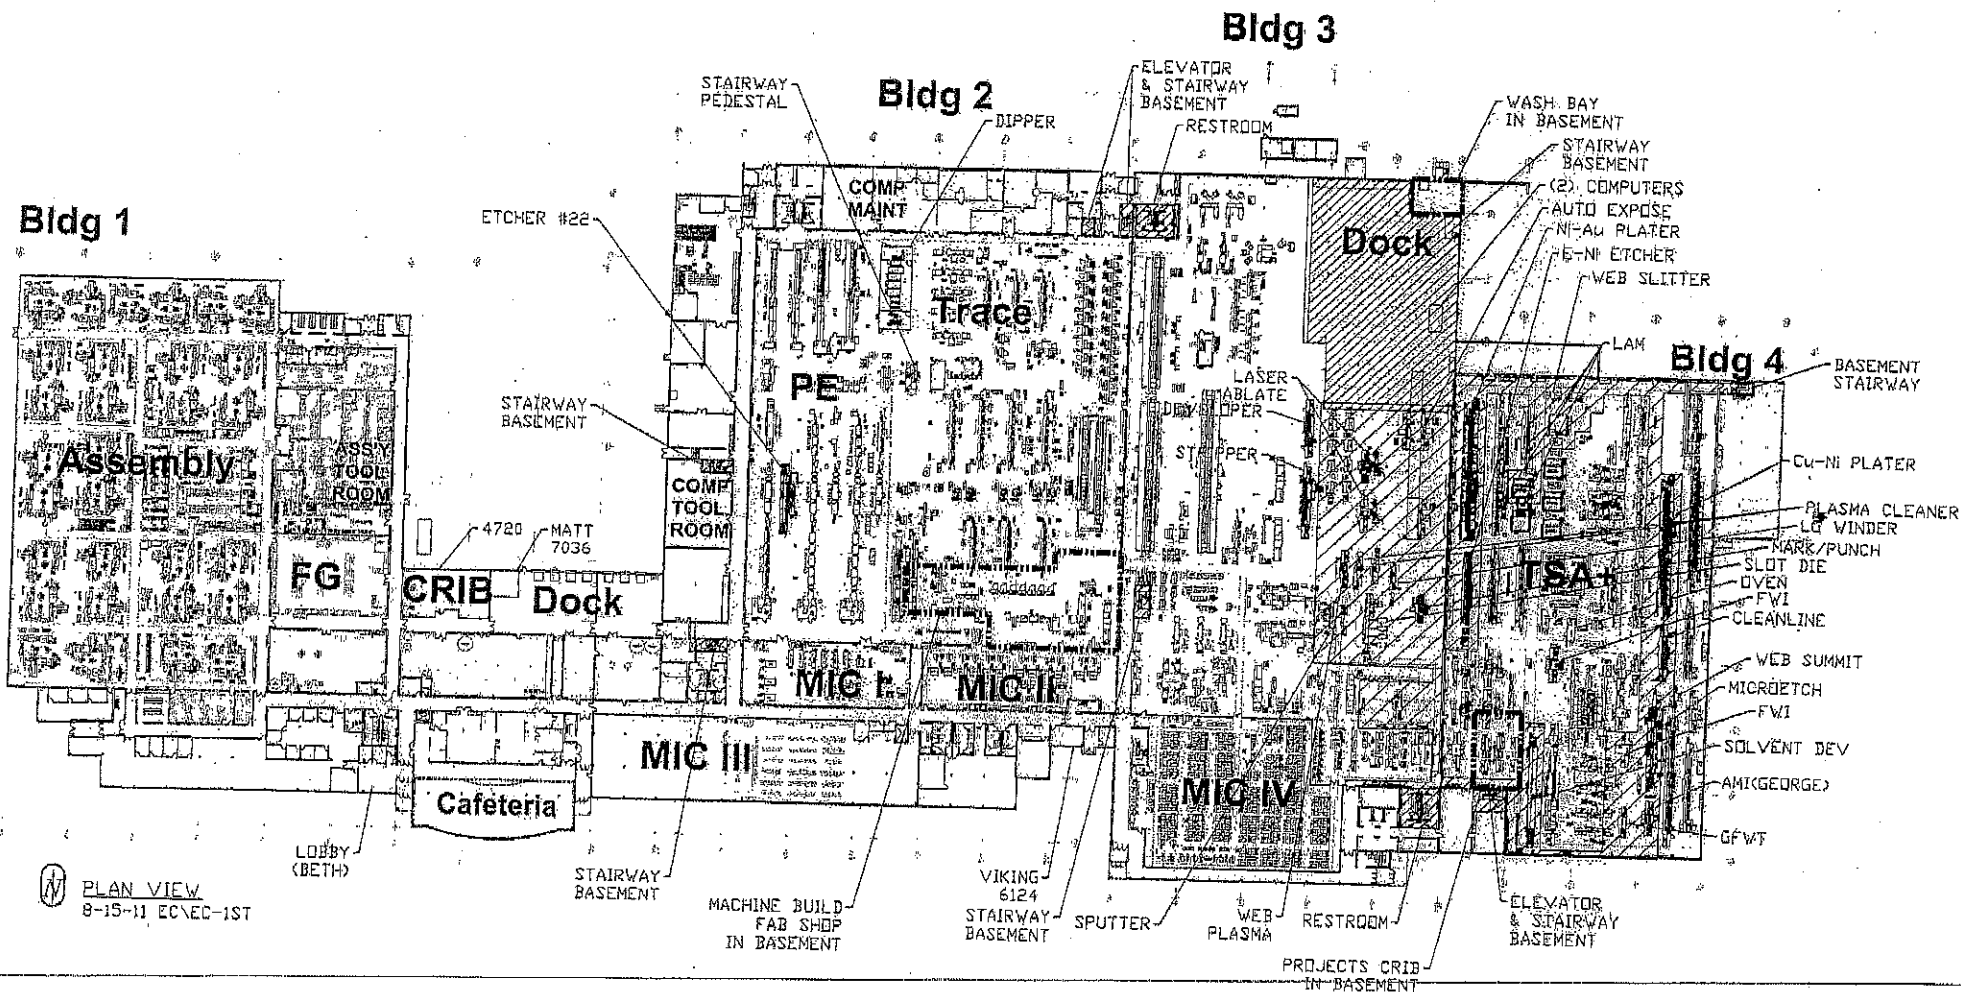 Bldg 3
Bldg 2
Bldg 1
Bldg 4
STAIRWAY
PEDESTAL
DIPPER
ELEVATOR
& STAIRWAY
BASEMENT
RESTROOM
WASH BAY
IN BASEMENT
STAIRWAY
BASEMENT
(2) COMPUTERS
AUTO EXPOSE
Ni-Au PLATER
E-Ni ETCHER
WEB SLITTER
LAM
BASEMENT
STAIRWAY
ETCHER #22
COMP
MAINT
Dock
Trace
PE
LASER
ABLATE
STAIRWAY
BASEMENT
Assembly
ASS'Y
TOOL
ROOM
COMP
TOOL
ROOM
Cu-Ni PLATER
PLASMA CLEANER
LG WINDER
MARK/PUNCH
SLOT DIE
OVEN
FWI
CLEANLINE
WEB SUMMIT
MICROETCH
FWI
SOLVENT DEV
AMI(GEORGE)
GFWT
4720
MATT
7036
FG
CRIB
Dock
TSA+
MIC I
MIC II
MIC III
MIC IV
IT
Cafeteria
LOBBY
(BETH)
STAIRWAY
BASEMENT
MACHINE BUILD
FAB SHOP
IN BASEMENT
VIKING
6124
STAIRWAY
BASEMENT
SPUTTER
WEB
PLASMA
RESTROOM
PROJECTS CRIB
IN BASEMENT
ELEVATOR
& STAIRWAY
BASEMENT
N
PLAN VIEW
8-15-11 EC\EC-1ST